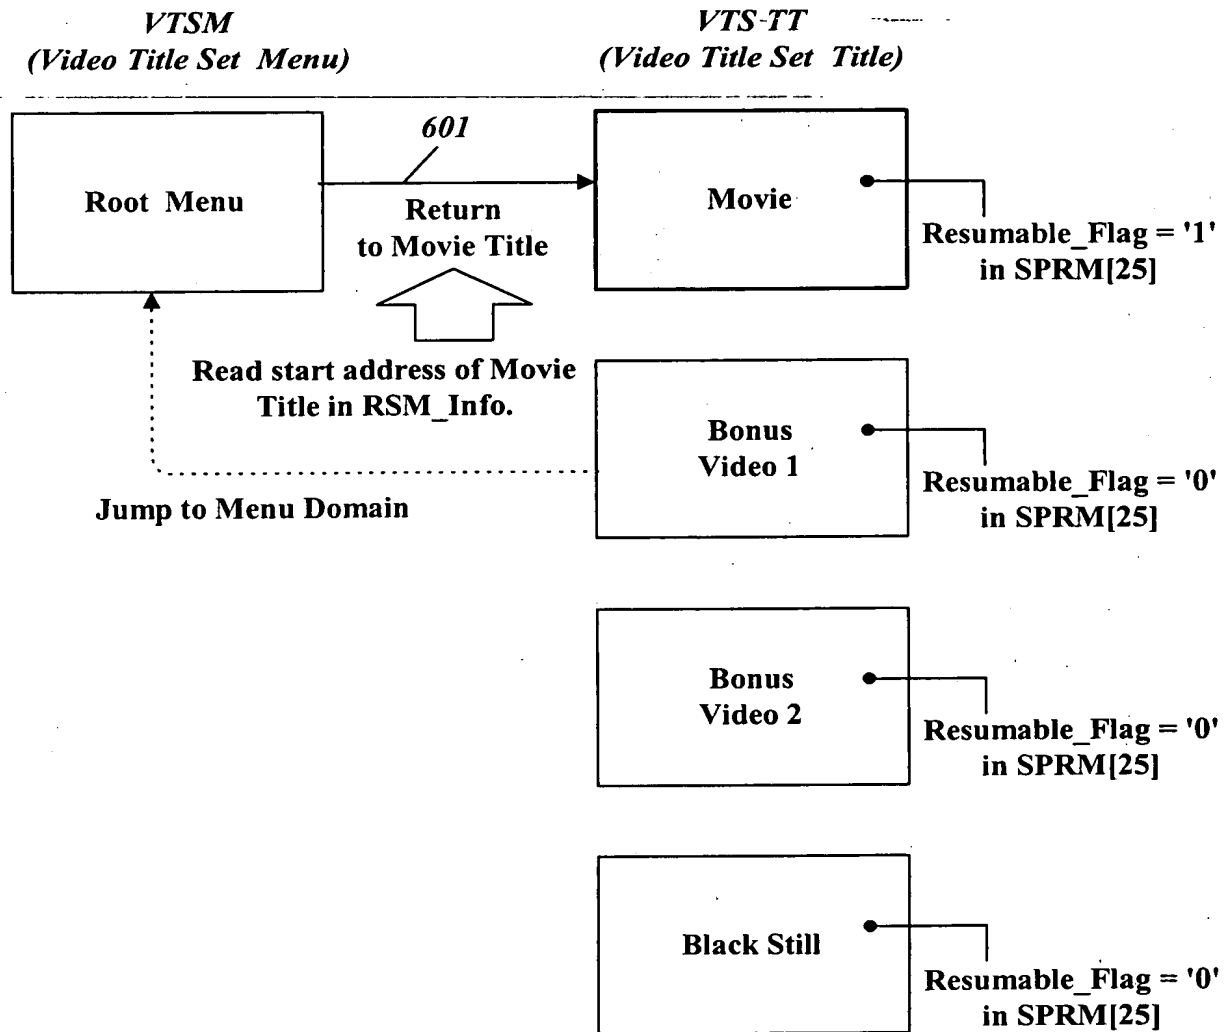 VTSM
(Video Title Set Menu)
VTS-TT
(Video Title Set Title)
601
Root Menu
Return
to Movie Title
Movie
Resumable_Flag = '1'
in SPRM[25]
Read start address of Movie
Title in RSM_Info.
Jump to Menu Domain
Bonus
Video 1
Resumable_Flag = '0'
in SPRM[25]
Bonus
Video 2
Resumable_Flag = '0'
in SPRM[25]
Black Still
Resumable_Flag = '0'
in SPRM[25]